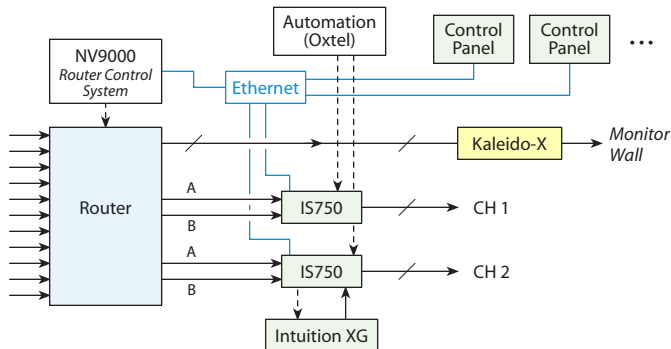 Automation
(Oxtel)
Control
Panel
Control
Panel
...
NV9000
Router Control
System
Ethernet
Kaleido-X
Monitor
Wall
Router
A
B
IS750
CH 1
A
B
IS750
CH 2
Intuition XG